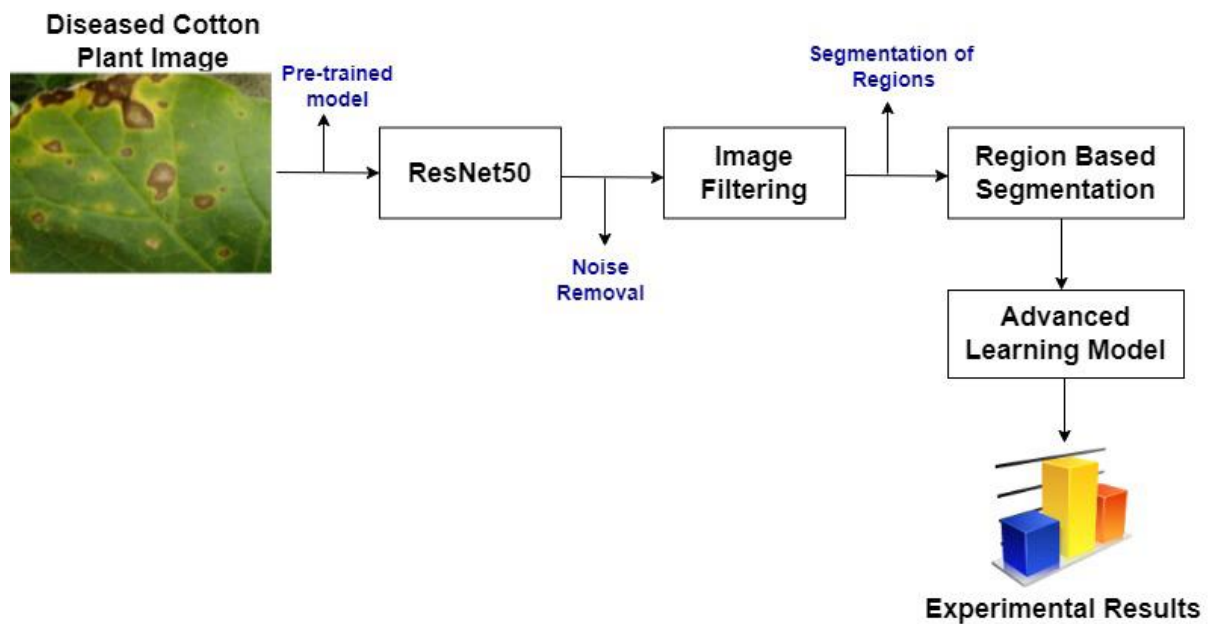 Diseased Cotton
Plant Image
Pre-trained
model
ResNet50
Noise
Removal
Image
Filtering
Segmentation of
Regions
Region Based
Segmentation
Advanced
Learning Model
Experimental Results